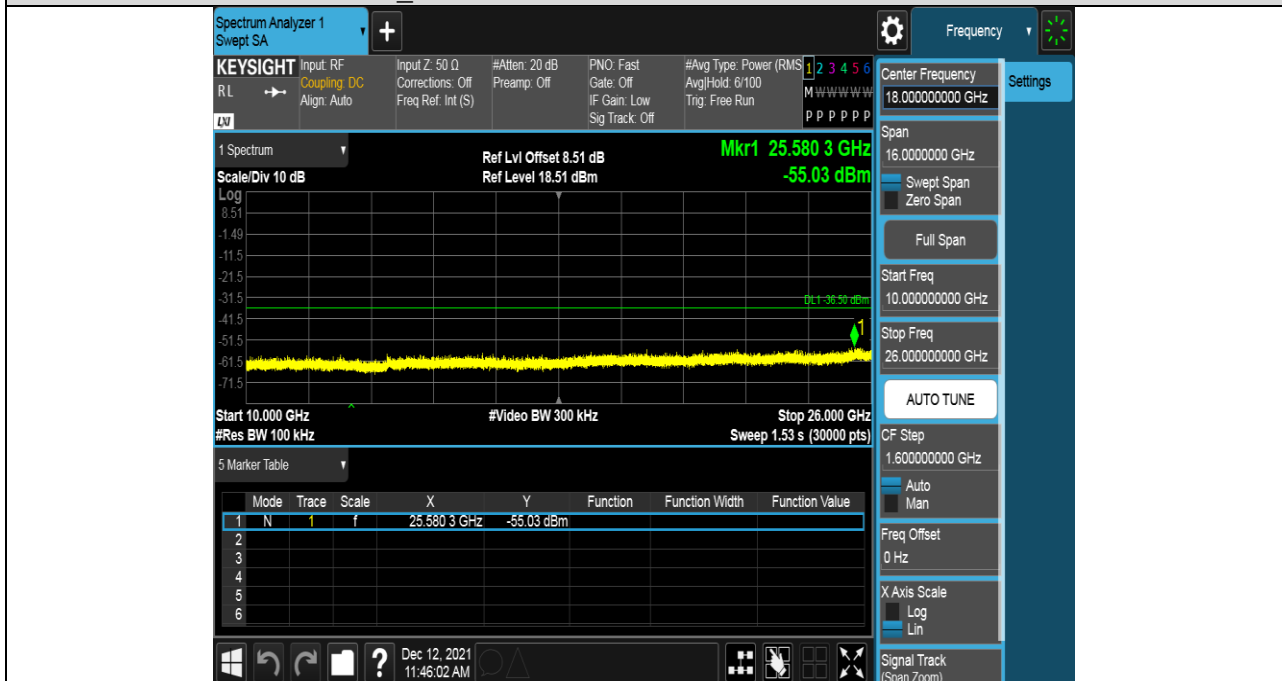 Spectrum Analyzer 1
Swept SA
+
Frequency
KEYSIGHT
RL
LXI
Input: RF
Coupling: DC
Align: Auto
Input Z: 50 Ω
Corrections: Off
Freq Ref: Int (S)
#Atten: 20 dB
Preamp: Off
PNO: Fast
Gate: Off
IF Gain: Low
Sig Track: Off
#Avg Type: Power (RMS
Avg|Hold: 6/100
Trig: Free Run
1 2 3 4 5 6
M W W W W W
P P P P P P
1 Spectrum
Scale/Div 10 dB
Ref Lvl Offset 8.51 dB
Ref Level 18.51 dBm
Mkr1 25.580 3 GHz
-55.03 dBm
Log
8.51
-1.49
-11.5
-21.5
-31.5
-41.5
-51.5
-61.5
-71.5
DL1 -36.50 dBm
1
Start 10.000 GHz
#Video BW 300 kHz
Stop 26.000 GHz
#Res BW 100 kHz
Sweep 1.53 s (30000 pts)
5 Marker Table
Mode Trace Scale X Y Function Function Width Function Value
1 N 1 f 25.580 3 GHz -55.03 dBm
2
3
4
5
6
?
Dec 12, 2021
11:46:02 AM
Center Frequency
18.000000000 GHz
Settings
Span
16.0000000 GHz
Swept Span
Zero Span
Full Span
Start Freq
10.000000000 GHz
Stop Freq
26.000000000 GHz
AUTO TUNE
CF Step
1.600000000 GHz
Auto
Man
Freq Offset
0 Hz
X Axis Scale
Log
Lin
Signal Track
(Span Zoom)